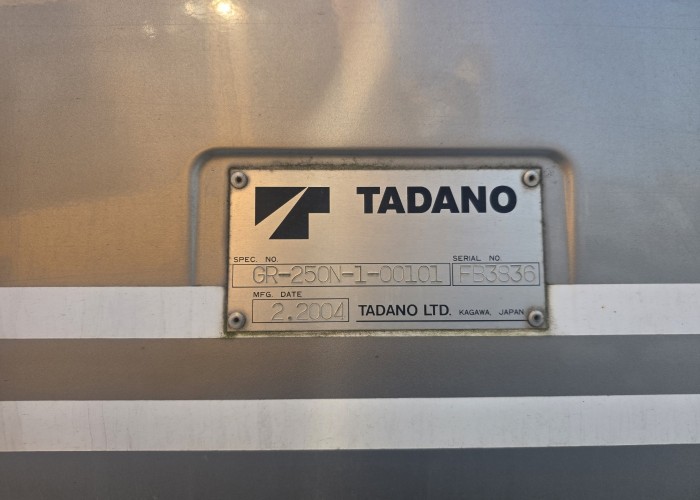 TADANO
SPEC. NO. SERIAL NO.
GR-250N-1-00101 FB3836
MFG. DATE
2.2004 TADANO LTD. KAGAWA, JAPAN